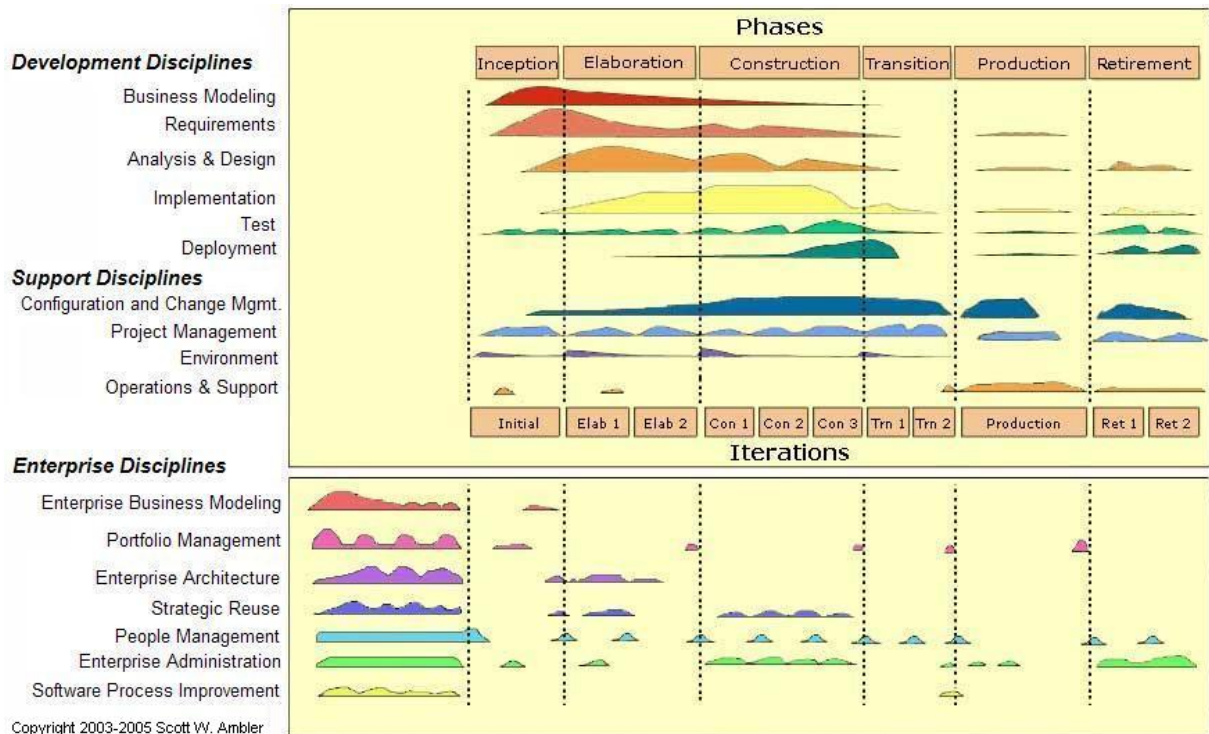 Phases
Development Disciplines
Inception Elaboration Construction Transition Production Retirement
Business Modeling
Requirements
Analysis & Design
Implementation
Test
Deployment
Support Disciplines
Configuration and Change Mgmt.
Project Management
Environment
Operations & Support
Initial Elab 1 Elab 2 Con 1 Con 2 Con 3 Trn 1 Trn 2 Production Ret 1 Ret 2
Iterations
Enterprise Disciplines
Enterprise Business Modeling
Portfolio Management
Enterprise Architecture
Strategic Reuse
People Management
Enterprise Administration
Software Process Improvement
Copyright 2003-2005 Scott W. Ambler